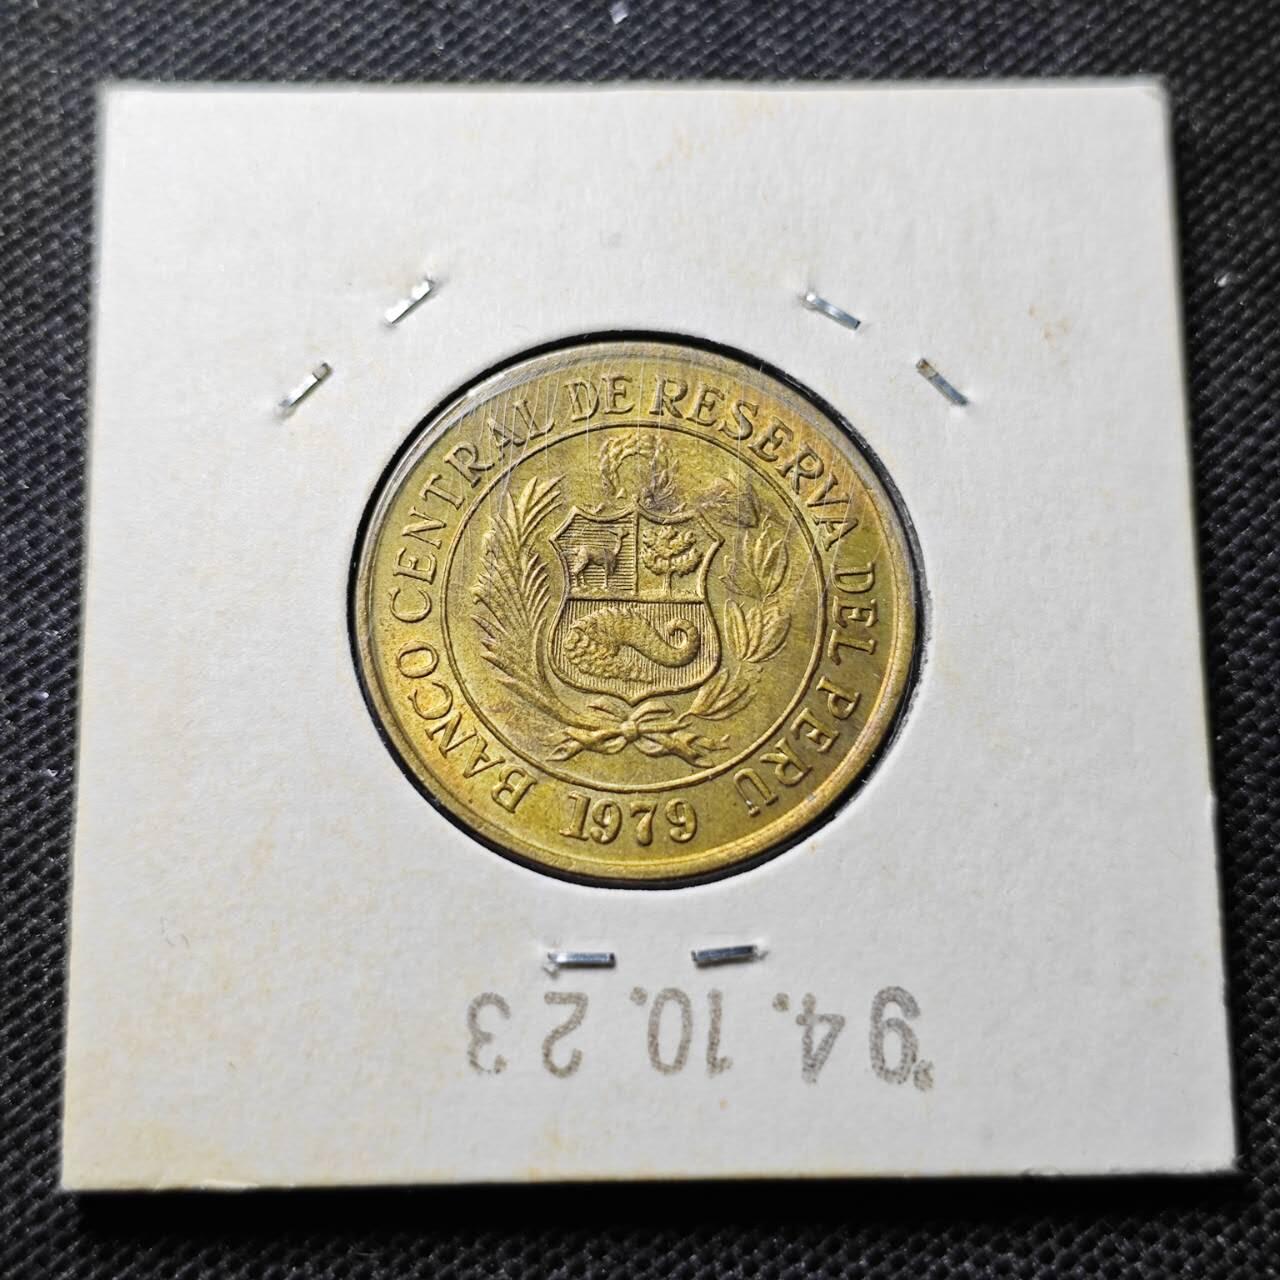 BANCO CENTRAL DE RESERVA DEL PERU
1979
'94.10.23